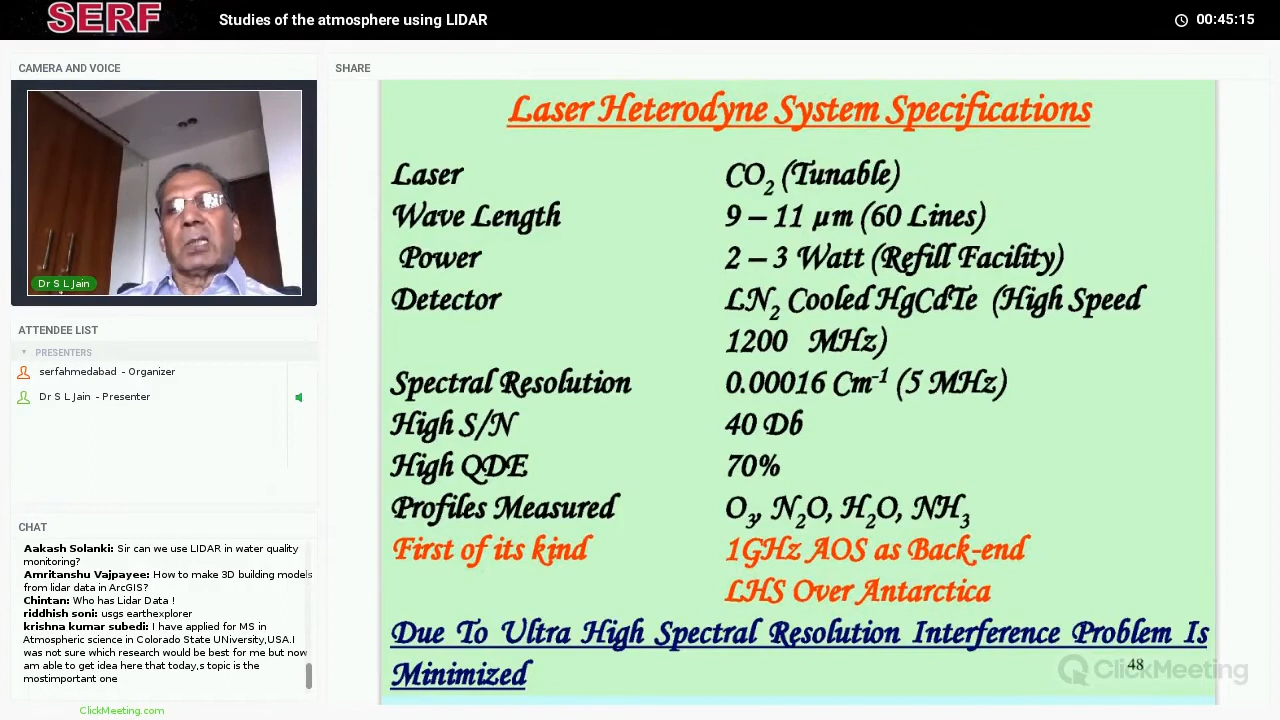 SERF
Studies of the atmosphere using LIDAR
00:45:15
CAMERA AND VOICE
Dr S L Jain
ATTENDEE LIST
PRESENTERS
serfahmedabad - Organizer
Dr S L Jain - Presenter
CHAT
Aakash Solanki: Sir can we use LIDAR in water quality
monitoring?
Amritanshu Vajpayee: How to make 3D building models
from lidar data in ArcGIS?
Chintan: Who has Lidar Data !
riddhish soni: usgs earthexplorer
krishna kumar subedi: I have applied for MS in
Atmospheric science in Colorado State UNiversity,USA.I
was not sure which research would be best for me but now
am able to get idea here that today,s topic is the
mostimportant one
ClickMeeting.com
SHARE
Laser Heterodyne System Specifications
Laser CO₂ (Tunable)
Wave Length 9 – 11 µm (60 Lines)
Power 2 – 3 Watt (Refill Facility)
Detector LN₂ Cooled HgCdTe (High Speed
1200 MHz)
Spectral Resolution 0.00016 Cm⁻¹ (5 MHz)
High S/N 40 Db
High QDE 70%
Profiles Measured O₃, N₂O, H₂O, NH₃
First of its kind 1GHz AOS as Back-end
LHS Over Antarctica
Due To Ultra High Spectral Resolution Interference Problem Is
Minimized
48
ClickMeeting